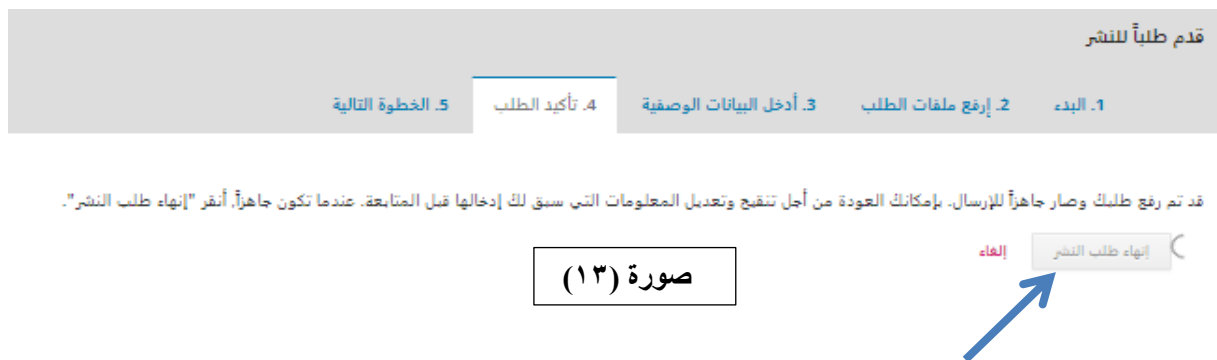 قدم طلباً للنشر
1. البدء 2. إرفع ملفات الطلب 3. أدخل البيانات الوصفية 4. تأكيد الطلب 5. الخطوة التالية
قد تم رفع طلبك وصار جاهزاً للإرسال. بإمكانك العودة من أجل تنقيح وتعديل المعلومات التي سبق لك إدخالها قبل المتابعة. عندما تكون جاهزاً, أنقر "إنهاء طلب النشر".
إنهاء طلب النشر إلغاء
صورة (١٣)